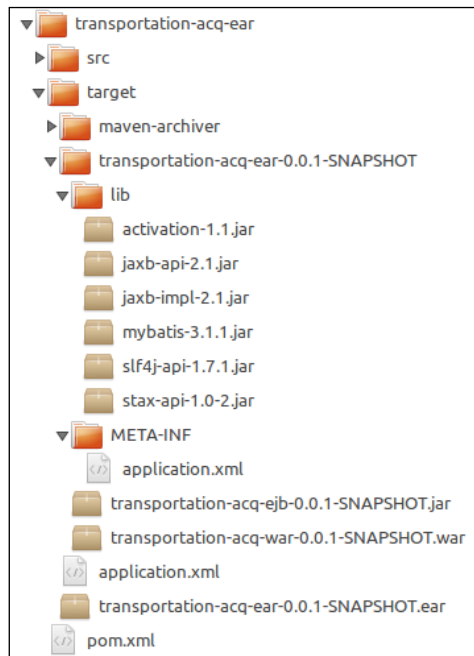 transportation-acq-ear
src
target
maven-archiver
transportation-acq-ear-0.0.1-SNAPSHOT
lib
activation-1.1.jar
jaxb-api-2.1.jar
jaxb-impl-2.1.jar
mybatis-3.1.1.jar
slf4j-api-1.7.1.jar
stax-api-1.0-2.jar
META-INF
application.xml
transportation-acq-ejb-0.0.1-SNAPSHOT.jar
transportation-acq-war-0.0.1-SNAPSHOT.war
application.xml
transportation-acq-ear-0.0.1-SNAPSHOT.ear
pom.xml